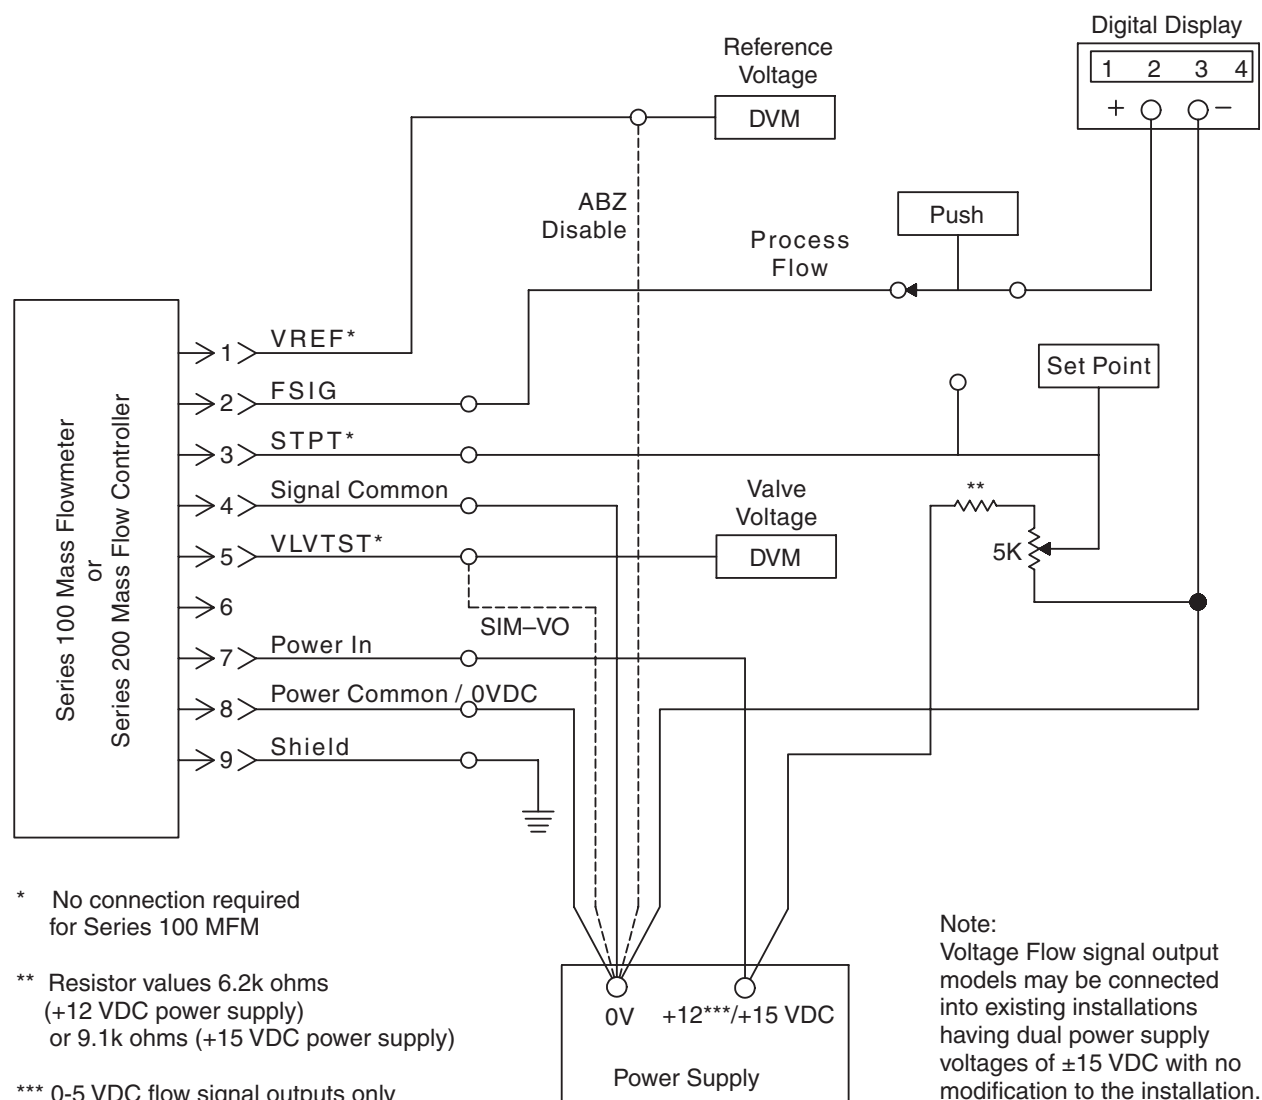 Digital Display
1 2 3 4
+ −
Reference
Voltage
DVM
ABZ
Disable
Push
Process
Flow
Set Point
Series 100 Mass Flowmeter
or
Series 200 Mass Flow Controller
1 VREF*
2 FSIG
3 STPT*
4 Signal Common
5 VLVTST*
6
7 Power In
8 Power Common / 0VDC
9 Shield
SIM–VO
Valve
Voltage
DVM
**
5K
* No connection required
for Series 100 MFM
** Resistor values 6.2k ohms
(+12 VDC power supply)
or 9.1k ohms (+15 VDC power supply)
*** 0-5 VDC flow signal outputs only
0V +12***/+15 VDC
Power Supply
Note:
Voltage Flow signal output
models may be connected
into existing installations
having dual power supply
voltages of ±15 VDC with no
modification to the installation.